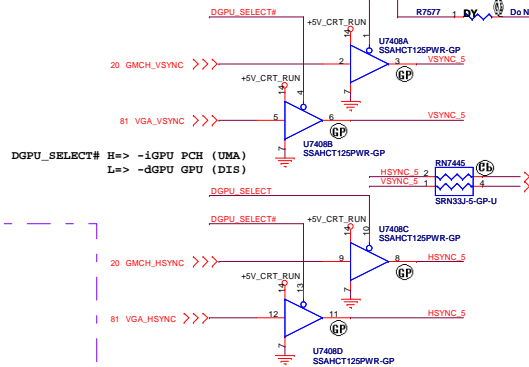 R7577 1 DY Do N
DGPU_SELECT#
+5V_CRT_RUN
U7408A
SSAHCT125PWR-GP
14 1
20 GMCH_VSYNC 2 3 VSYNC_5
GP
7
+5V_CRT_RUN
14 4
81 VGA_VSYNC 5 6 VSYNC_5
GP
7
U7408B
SSAHCT125PWR-GP
DGPU_SELECT# H=> -iGPU PCH (UMA)
L=> -dGPU GPU (DIS)
RN7445
HSYNC_5 2
VSYNC_5 1 4
SRN33J-5-GP-U
DGPU_SELECT
DGPU_SELECT#
+5V_CRT_RUN
U7408C
SSAHCT125PWR-GP
14 10
20 GMCH_HSYNC 9 8 HSYNC_5
GP
7
+5V_CRT_RUN
14 13
81 VGA_HSYNC 12 11 HSYNC_5
GP
7
U7408D
SSAHCT125PWR-GP